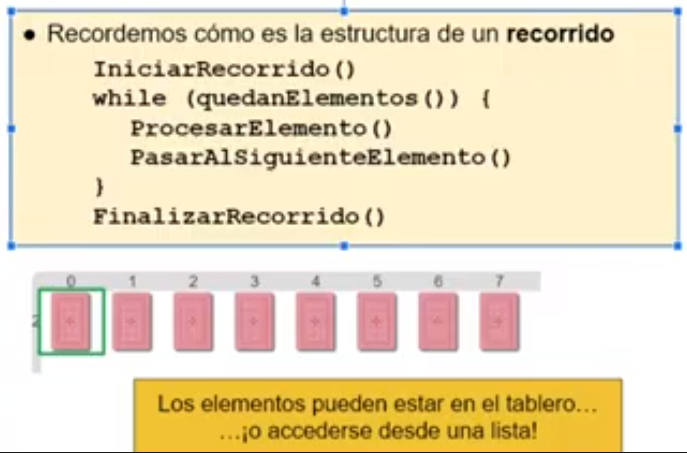 ● Recordemos cómo es la estructura de un recorrido
IniciarRecorrido()
while (quedanElementos()) {
ProcesarElemento()
PasarAlSiguienteElemento()
}
FinalizarRecorrido()
0 1 2 3 4 5 6 7
2
Los elementos pueden estar en el tablero...
...¡o accederse desde una lista!